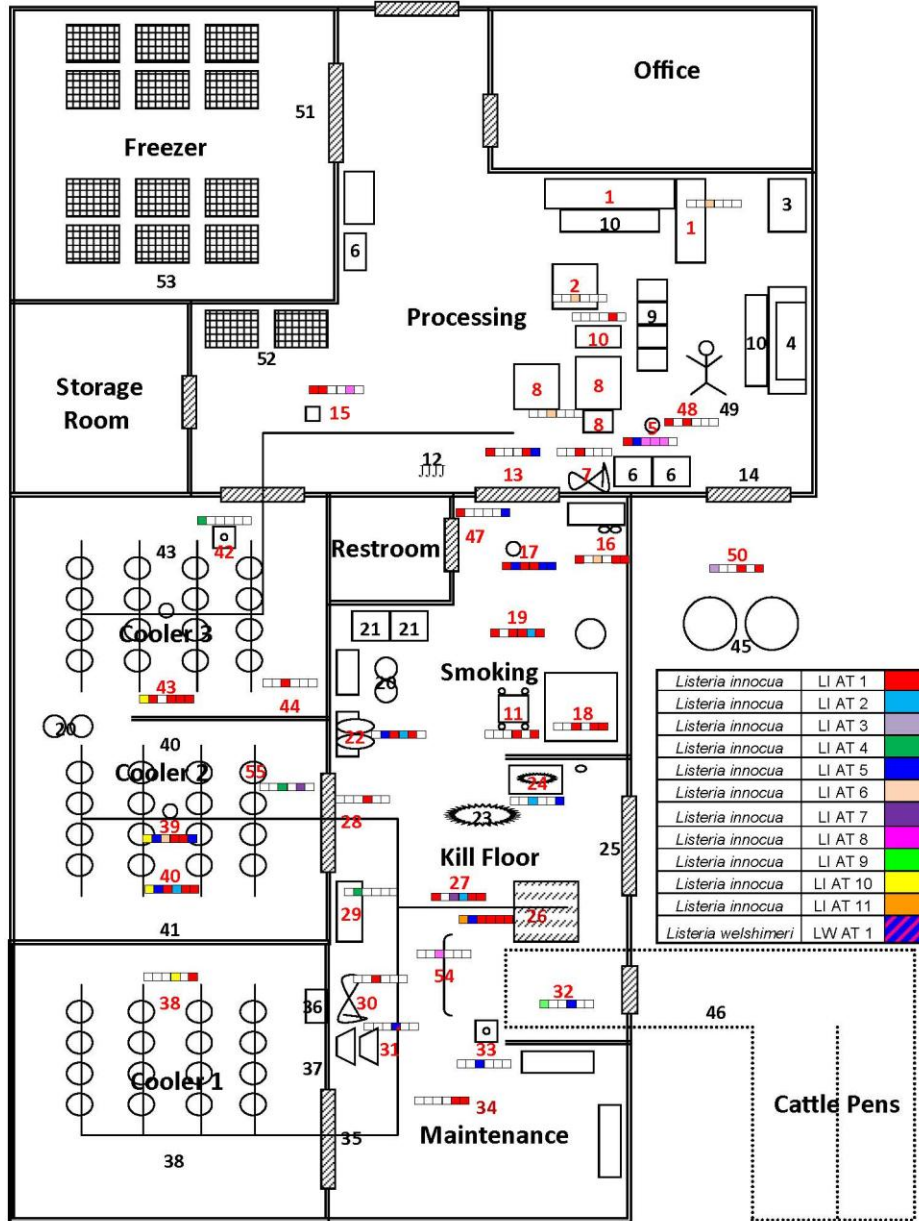 Office
51
Freezer
1
3
10
1
6
2
53
9
Processing
10
10
4
52
8
8
Storage
Room
15
8
5
48
49
12
13
7
6
6
14
47
16
42
43
Restroom
17
50
19
21
21
45
Cooler 3
Smoking
20
43
44
11
18
20
22
40
Cooler 2
55
24
28
23
39
Kill Floor
25
40
27
29
26
41
54
38
36
30
32
46
31
33
37
Cooler 1
34
35
Maintenance
Cattle Pens
38
Listeria innocua LI AT 1
Listeria innocua LI AT 2
Listeria innocua LI AT 3
Listeria innocua LI AT 4
Listeria innocua LI AT 5
Listeria innocua LI AT 6
Listeria innocua LI AT 7
Listeria innocua LI AT 8
Listeria innocua LI AT 9
Listeria innocua LI AT 10
Listeria innocua LI AT 11
Listeria welshimeri LW AT 1